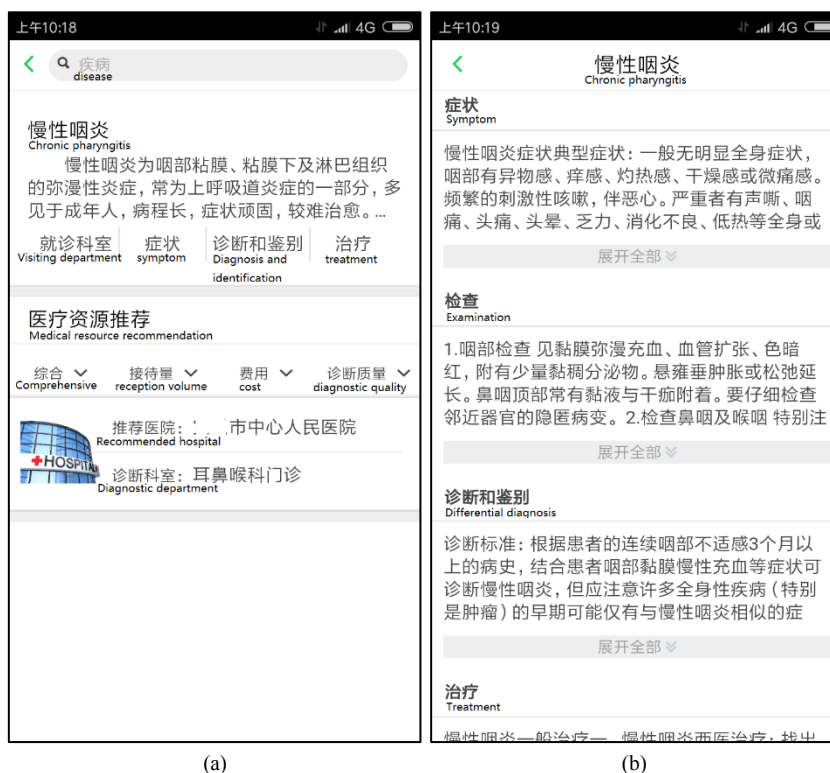 上午10:18
4G
疾病
disease
慢性咽炎
Chronic pharyngitis
慢性咽炎为咽部粘膜、粘膜下及淋巴组织
的弥漫性炎症，常为上呼吸道炎症的一部分，多
见于成年人，病程长，症状顽固，较难治愈。...
就诊科室 症状 诊断和鉴别 治疗
Visiting department symptom Diagnosis and identification treatment
医疗资源推荐
Medical resource recommendation
综合 接待量 费用 诊断质量
Comprehensive reception volume cost diagnostic quality
推荐医院： 市中心人民医院
Recommended hospital
HOSPITAL
诊断科室：耳鼻喉科门诊
Diagnostic department
(a)
上午10:19
4G
慢性咽炎
Chronic pharyngitis
症状
Symptom
慢性咽炎症状典型症状：一般无明显全身症状，
咽部有异物感、痒感、灼热感、干燥感或微痛感。
频繁的刺激性咳嗽，伴恶心。严重者有声嘶、咽
痛、头痛、头晕、乏力、消化不良、低热等全身或
展开全部
检查
Examination
1.咽部检查 见黏膜弥漫充血、血管扩张、色暗
红，附有少量黏稠分泌物。悬雍垂肿胀或松弛延
长。鼻咽顶部常有黏液与干痂附着。要仔细检查
邻近器官的隐匿病变。2.检查鼻咽及喉咽 特别注
展开全部
诊断和鉴别
Differential diagnosis
诊断标准：根据患者的连续咽部不适感3个月以
上的病史，结合患者咽部黏膜慢性充血等症状可
诊断慢性咽炎，但应注意许多全身性疾病（特别
是肿瘤）的早期可能仅有与慢性咽炎相似的症
展开全部
治疗
Treatment
慢性咽炎一般治疗一、慢性咽炎西医治疗：找出
(b)